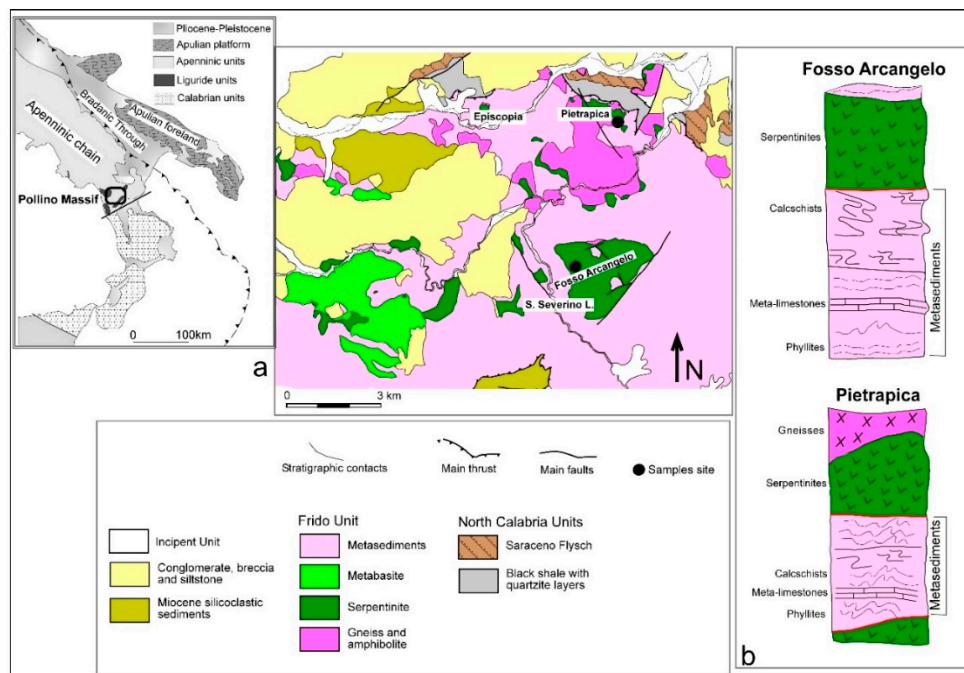 Pliocene-Pleistocene
Apulian platform
Apenninic units
Liguride units
Calabrian units
Apenninic chain
Bradanic Through
Apulian foreland
Pollino Massif
0 100km
a
Episcopia
Pietrapica
Fosso Arcangelo
S. Severino L.
N
0 3 km
Stratigraphic contacts
Main thrust
Main faults
Samples site
Incipent Unit
Conglomerate, breccia
and siltstone
Miocene silicoclastic
sediments
Frido Unit
Metasediments
Metabasite
Serpentinite
Gneiss and
amphibolite
North Calabria Units
Saraceno Flysch
Black shale with
quartzite layers
Fosso Arcangelo
Serpentinites
Calcschists
Meta-limestones
Phyllites
Metasediments
Pietrapica
Gneisses
Serpentinites
Calcschists
Meta-limestones
Phyllites
Metasediments
b